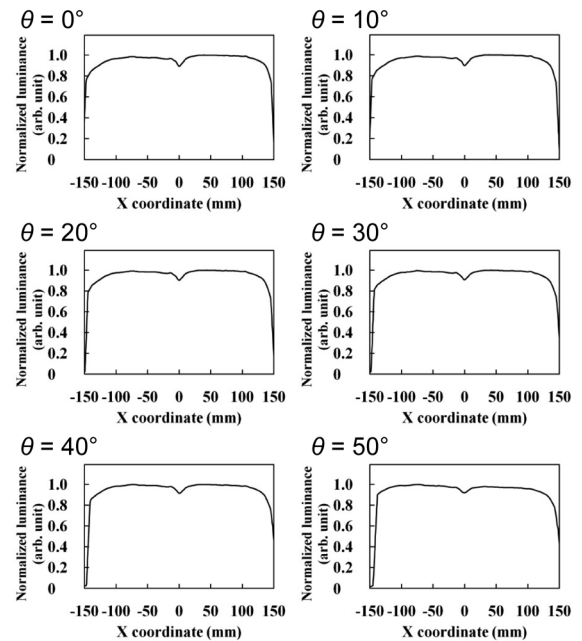 θ = 0°
Normalized luminance
(arb. unit)
1.0
0.8
0.6
0.4
0.2
0
-150 -100 -50 0 50 100 150
X coordinate (mm)
θ = 10°
Normalized luminance
(arb. unit)
1.0
0.8
0.6
0.4
0.2
0
-150 -100 -50 0 50 100 150
X coordinate (mm)
θ = 20°
Normalized luminance
(arb. unit)
1.0
0.8
0.6
0.4
0.2
0
-150 -100 -50 0 50 100 150
X coordinate (mm)
θ = 30°
Normalized luminance
(arb. unit)
1.0
0.8
0.6
0.4
0.2
0
-150 -100 -50 0 50 100 150
X coordinate (mm)
θ = 40°
Normalized luminance
(arb. unit)
1.0
0.8
0.6
0.4
0.2
0
-150 -100 -50 0 50 100 150
X coordinate (mm)
θ = 50°
Normalized luminance
(arb. unit)
1.0
0.8
0.6
0.4
0.2
0
-150 -100 -50 0 50 100 150
X coordinate (mm)